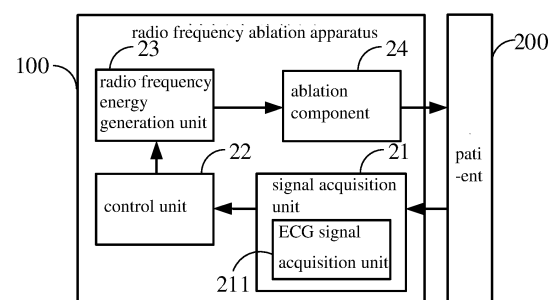 radio frequency ablation apparatus
100
200
23
radio frequency
energy
generation unit
24
ablation
component
22
control unit
21
signal acquisition
unit
ECG signal
acquisition unit
211
pati
-ent